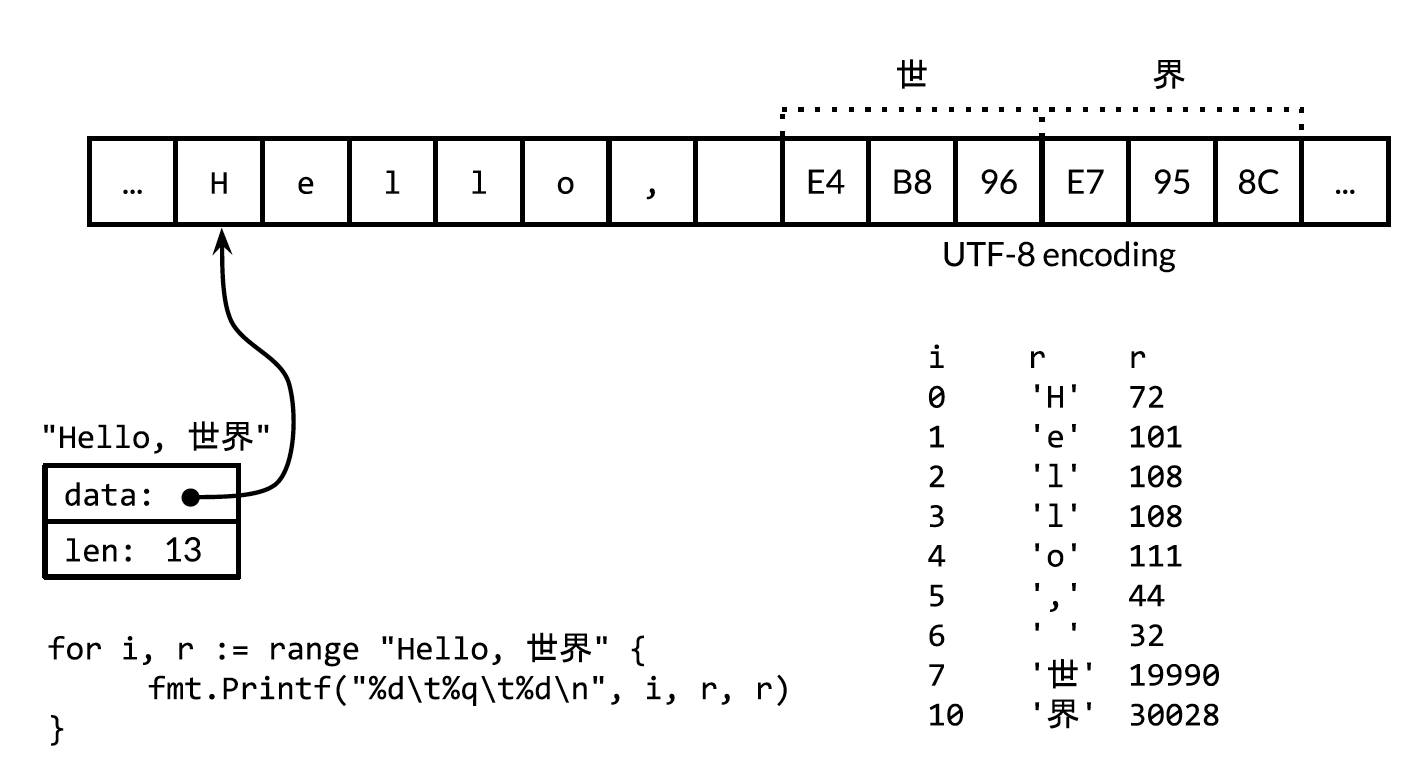 世 界
… H e l l o , E4 B8 96 E7 95 8C …
UTF-8 encoding
"Hello, 世界"
data:
len: 13
for i, r := range "Hello, 世界" {
fmt.Printf("%d\t%q\t%d\n", i, r, r)
}
i r r
0 'H' 72
1 'e' 101
2 'l' 108
3 'l' 108
4 'o' 111
5 ',' 44
6 ' ' 32
7 '世' 19990
10 '界' 30028